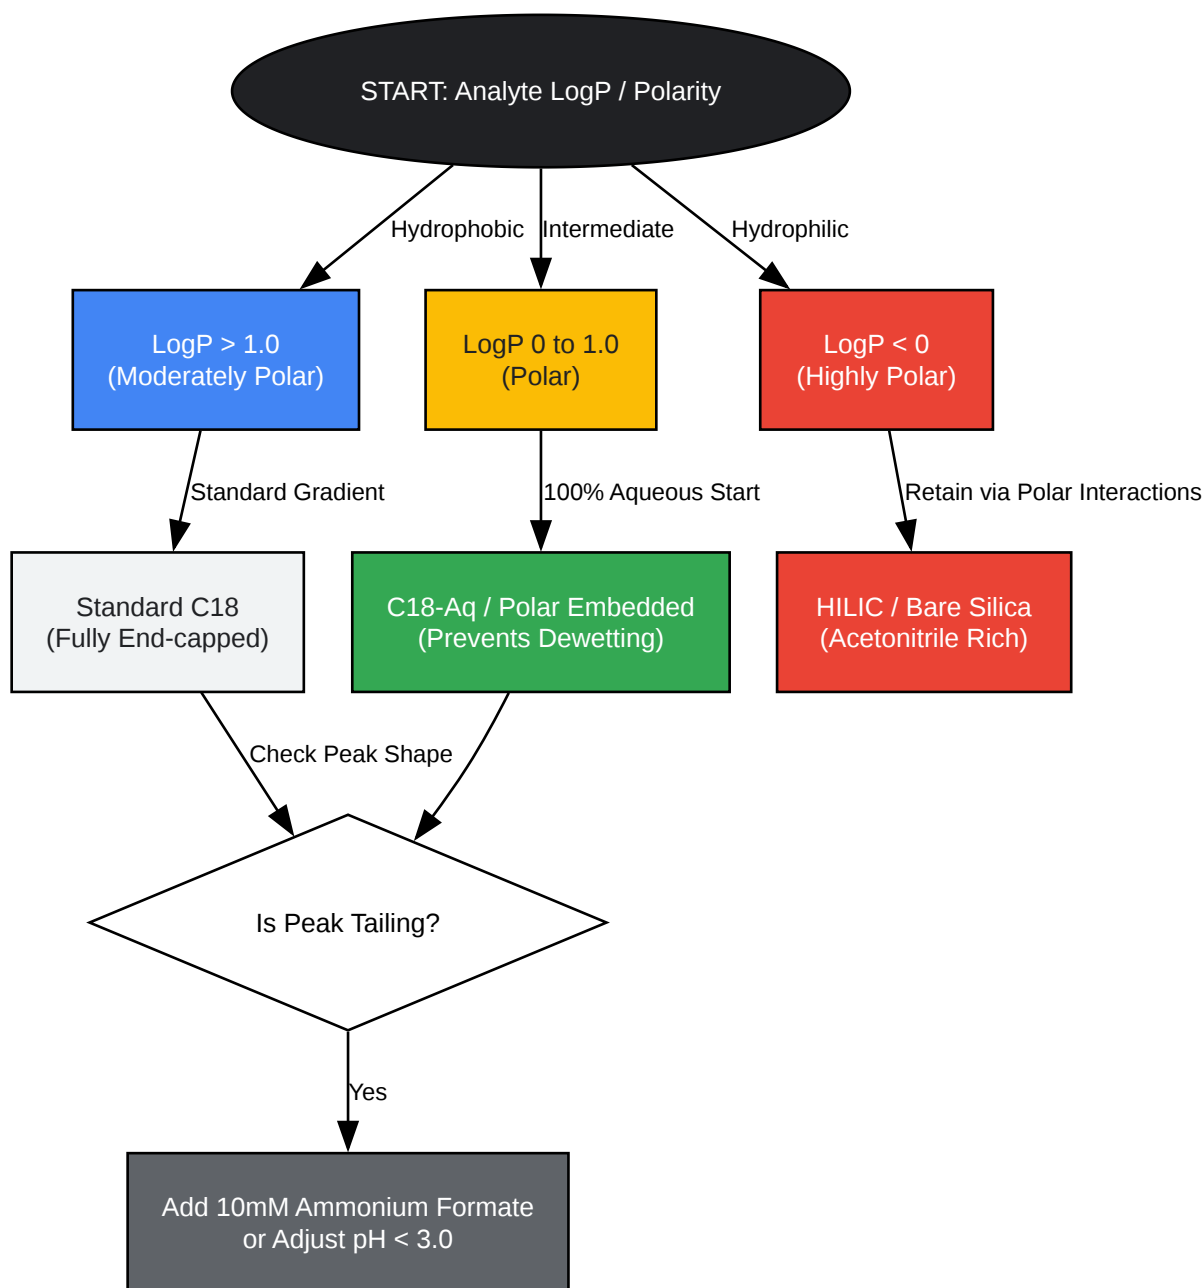 START: Analyte LogP / Polarity
Hydrophobic
Intermediate
Hydrophilic
LogP > 1.0
(Moderately Polar)
LogP 0 to 1.0
(Polar)
LogP < 0
(Highly Polar)
Standard Gradient
100% Aqueous Start
Retain via Polar Interactions
Standard C18
(Fully End-capped)
C18-Aq / Polar Embedded
(Prevents Dewetting)
HILIC / Bare Silica
(Acetonitrile Rich)
Check Peak Shape
Is Peak Tailing?
Yes
Add 10mM Ammonium Formate
or Adjust pH < 3.0